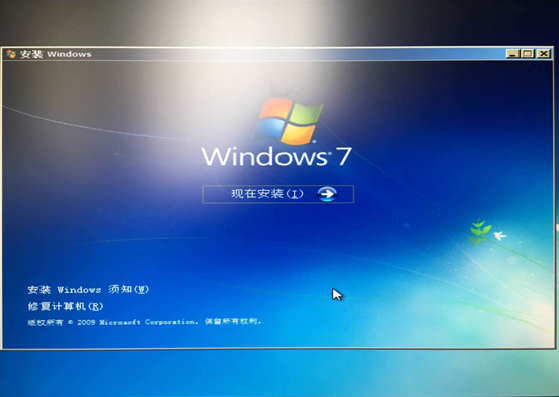 安装 Windows
Windows 7
现在安装(I)
安装 Windows 须知(W)
修复计算机(R)
版权所有 © 2009 Microsoft Corporation. 保留所有权利.